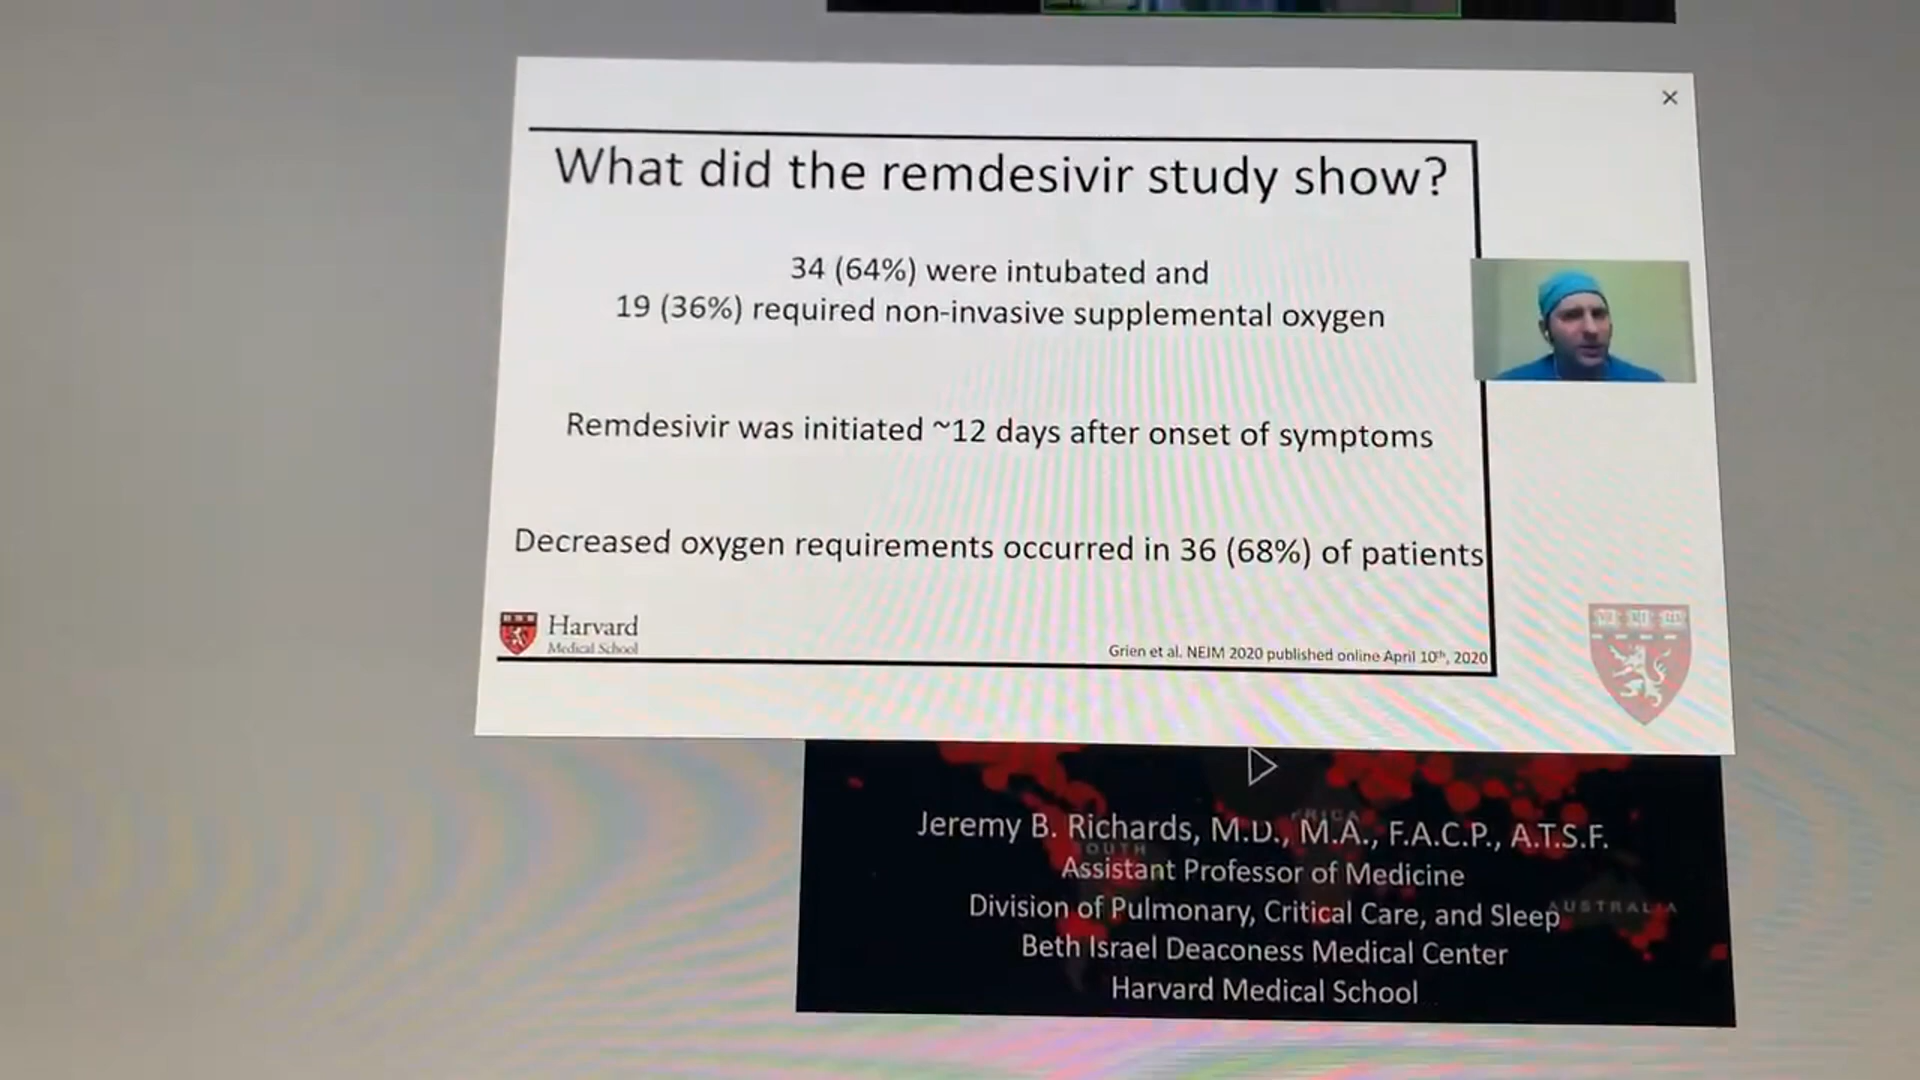 What did the remdesivir study show?
34 (64%) were intubated and
19 (36%) required non-invasive supplemental oxygen
Remdesivir was initiated ~12 days after onset of symptoms
Decreased oxygen requirements occurred in 36 (68%) of patients
Harvard
Medical School
Grien et al. NEJM 2020 published online April 10th, 2020
Jeremy B. Richards, M.D., M.A., F.A.C.P., A.T.S.F.
Assistant Professor of Medicine
Division of Pulmonary, Critical Care, and Sleep
AUSTRALIA
Beth Israel Deaconess Medical Center
Harvard Medical School